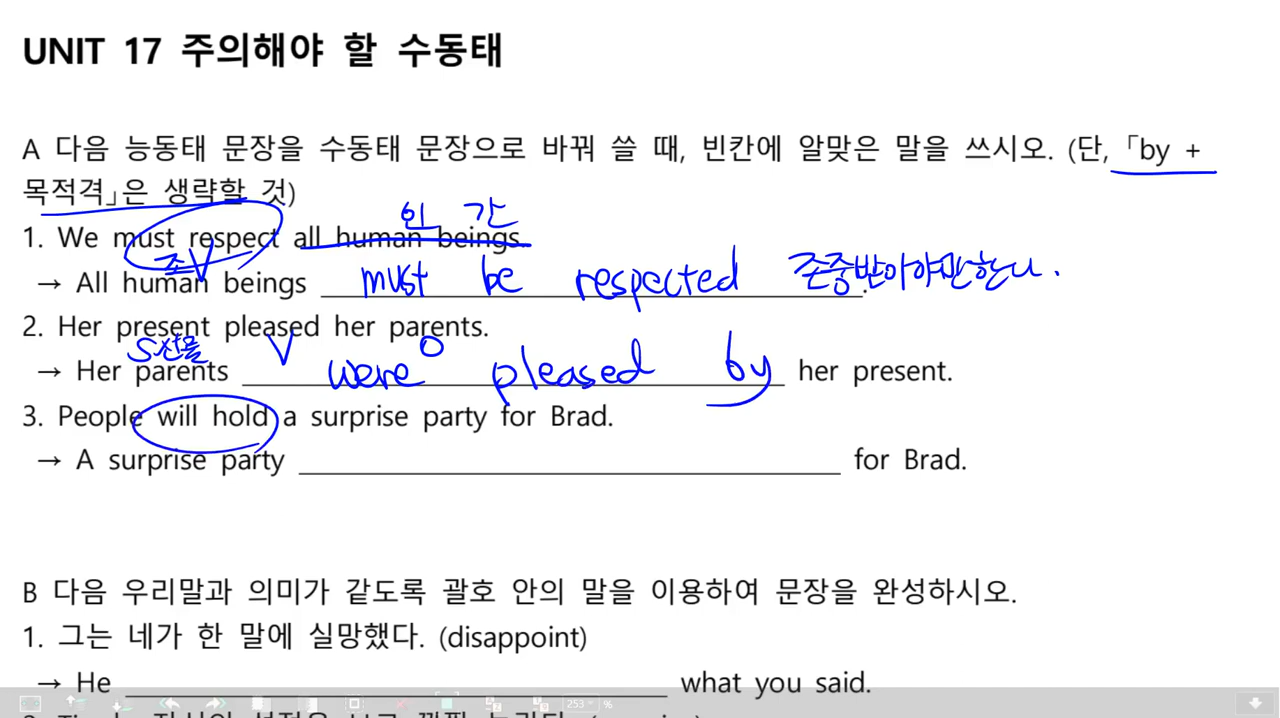 UNIT 17 주의해야 할 수동태
A 다음 능동태 문장을 수동태 문장으로 바꿔 쓸 때, 빈칸에 알맞은 말을 쓰시오. (단, 「by +
목적격」은 생략할 것)
인 간
1. We must respect all human beings.
조V
→ All human beings must be respected 존중받아야만한다.
2. Her present pleased her parents.
S선물 V O
→ Her parents were pleased by her present.
3. People will hold a surprise party for Brad.
→ A surprise party ____ for Brad.
B 다음 우리말과 의미가 같도록 괄호 안의 말을 이용하여 문장을 완성하시오.
1. 그는 네가 한 말에 실망했다. (disappoint)
→ He ____ what you said.
253 %